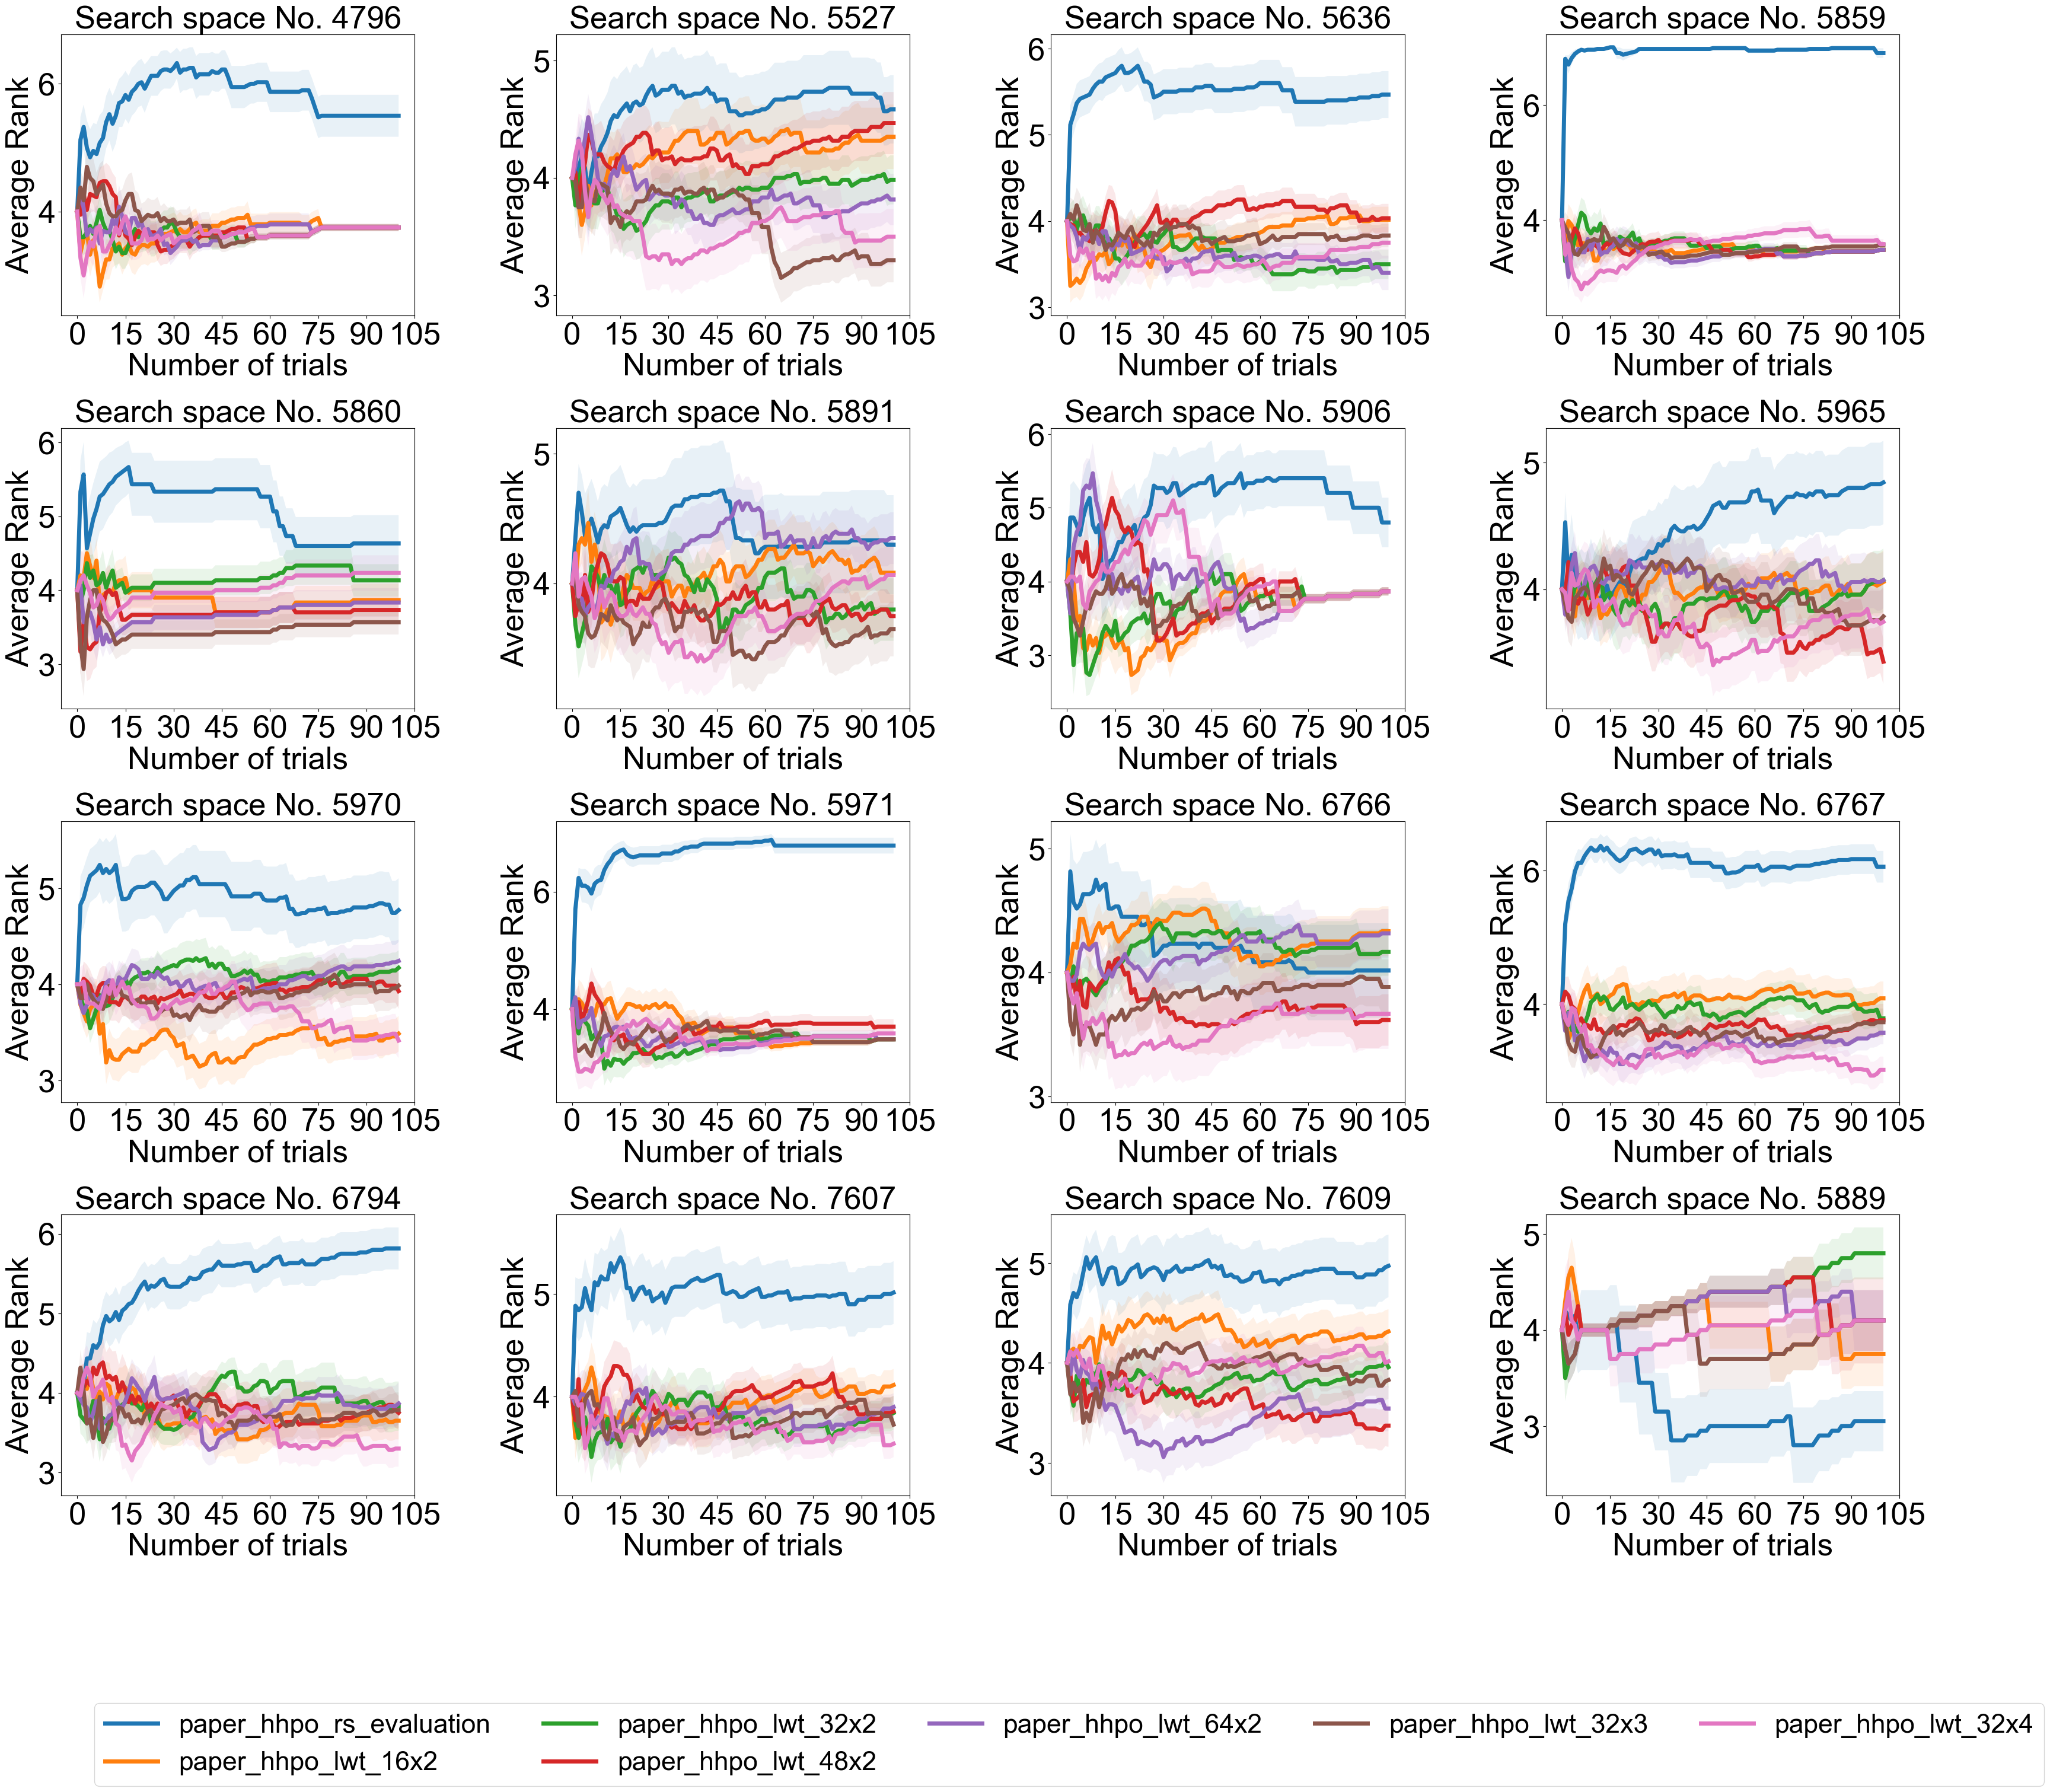 Search space No. 4796
Average Rank
6
4
0 15 30 45 60 75 90 105
Number of trials
Search space No. 5527
Average Rank
5
4
3
0 15 30 45 60 75 90 105
Number of trials
Search space No. 5636
Average Rank
6
5
4
3
0 15 30 45 60 75 90 105
Number of trials
Search space No. 5859
Average Rank
6
4
0 15 30 45 60 75 90 105
Number of trials
Search space No. 5860
Average Rank
6
5
4
3
0 15 30 45 60 75 90 105
Number of trials
Search space No. 5891
Average Rank
5
4
0 15 30 45 60 75 90 105
Number of trials
Search space No. 5906
Average Rank
6
5
4
3
0 15 30 45 60 75 90 105
Number of trials
Search space No. 5965
Average Rank
5
4
0 15 30 45 60 75 90 105
Number of trials
Search space No. 5970
Average Rank
5
4
3
0 15 30 45 60 75 90 105
Number of trials
Search space No. 5971
Average Rank
6
4
0 15 30 45 60 75 90 105
Number of trials
Search space No. 6766
Average Rank
5
4
3
0 15 30 45 60 75 90 105
Number of trials
Search space No. 6767
Average Rank
6
4
0 15 30 45 60 75 90 105
Number of trials
Search space No. 6794
Average Rank
6
5
4
3
0 15 30 45 60 75 90 105
Number of trials
Search space No. 7607
Average Rank
5
4
0 15 30 45 60 75 90 105
Number of trials
Search space No. 7609
Average Rank
5
4
3
0 15 30 45 60 75 90 105
Number of trials
Search space No. 5889
Average Rank
5
4
3
0 15 30 45 60 75 90 105
Number of trials
paper_hhpo_rs_evaluation
paper_hhpo_lwt_16x2
paper_hhpo_lwt_32x2
paper_hhpo_lwt_48x2
paper_hhpo_lwt_64x2
paper_hhpo_lwt_32x3
paper_hhpo_lwt_32x4